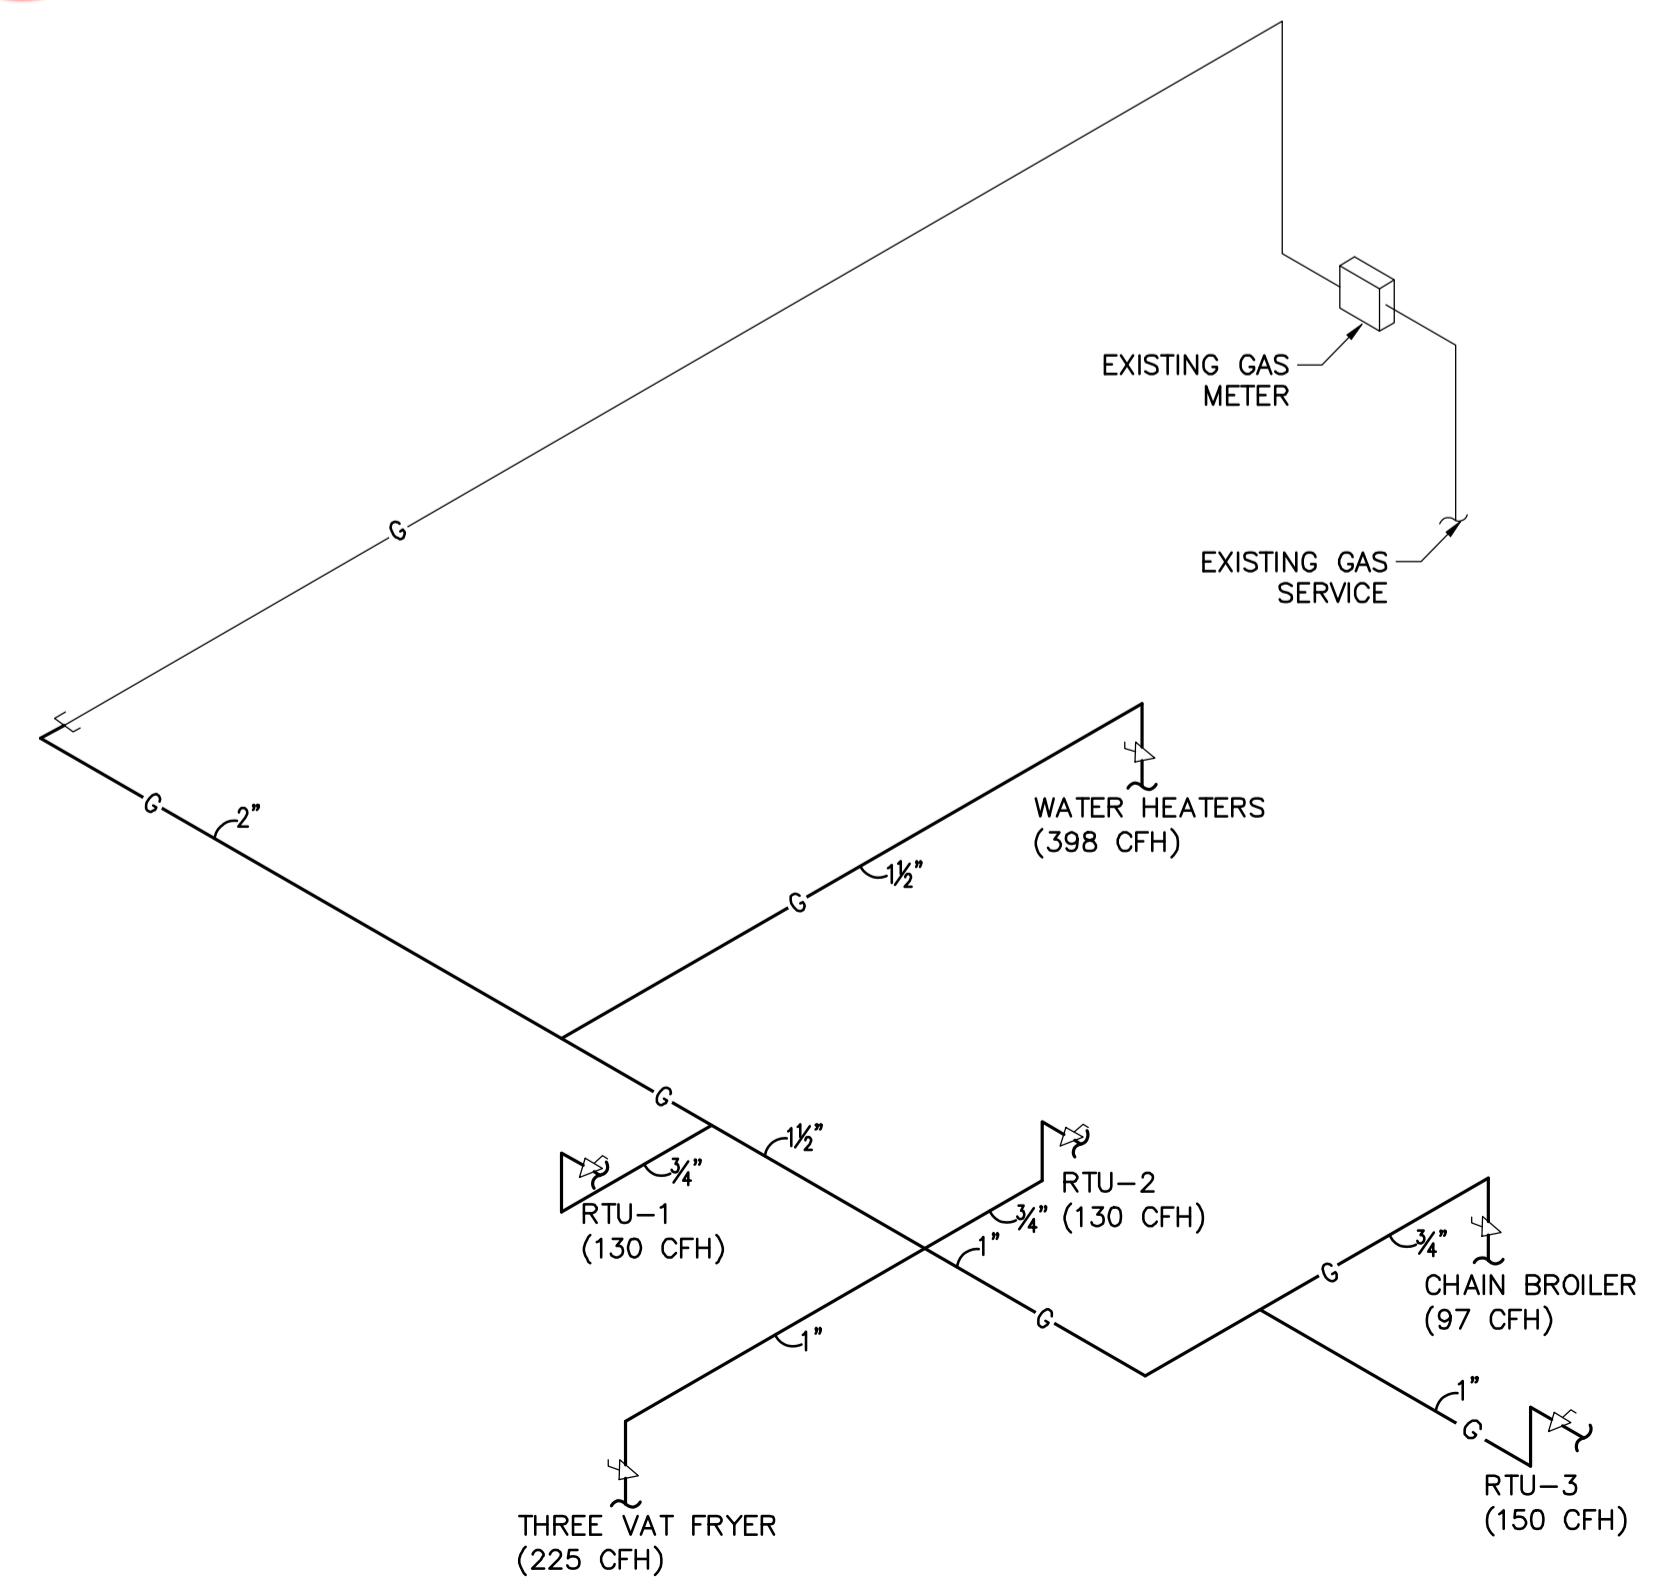 EXISTING GAS
METER
G
EXISTING GAS
SERVICE
G
2"
WATER HEATERS
(398 CFH)
1½"
G
G
1½"
¾"
RTU-1
(130 CFH)
RTU-2
¾" (130 CFH)
1"
¾"
G
CHAIN BROILER
(97 CFH)
G
1"
1"
G
RTU-3
(150 CFH)
THREE VAT FRYER
(225 CFH)